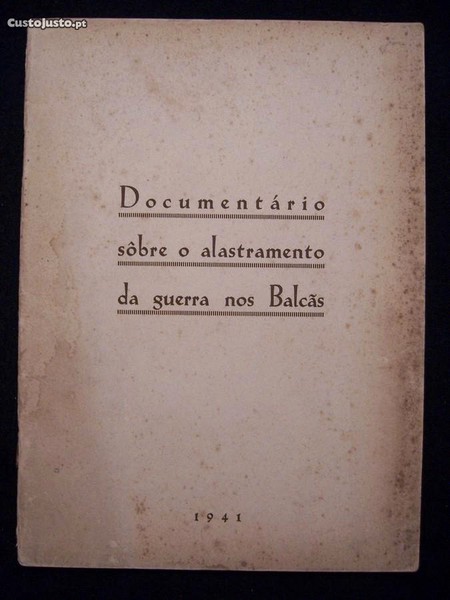 CustoJusto.pt
Documentário
sôbre o alastramento
da guerra nos Balcãs
1941